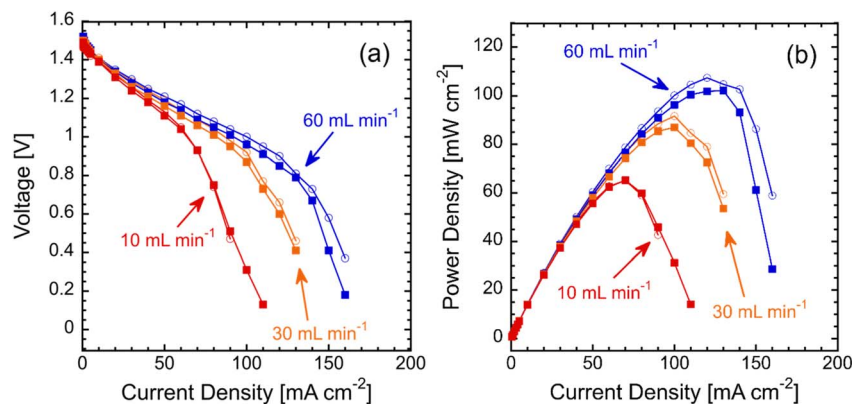 (a)
Voltage [V]
1.6
1.4
1.2
1.0
0.8
0.6
0.4
0.2
0
60 mL min⁻¹
10 mL min⁻¹
30 mL min⁻¹
0 50 100 150 200
Current Density [mA cm⁻²]
(b)
Power Density [mW cm⁻²]
120
100
80
60
40
20
0
60 mL min⁻¹
10 mL min⁻¹
30 mL min⁻¹
0 50 100 150 200
Current Density [mA cm⁻²]